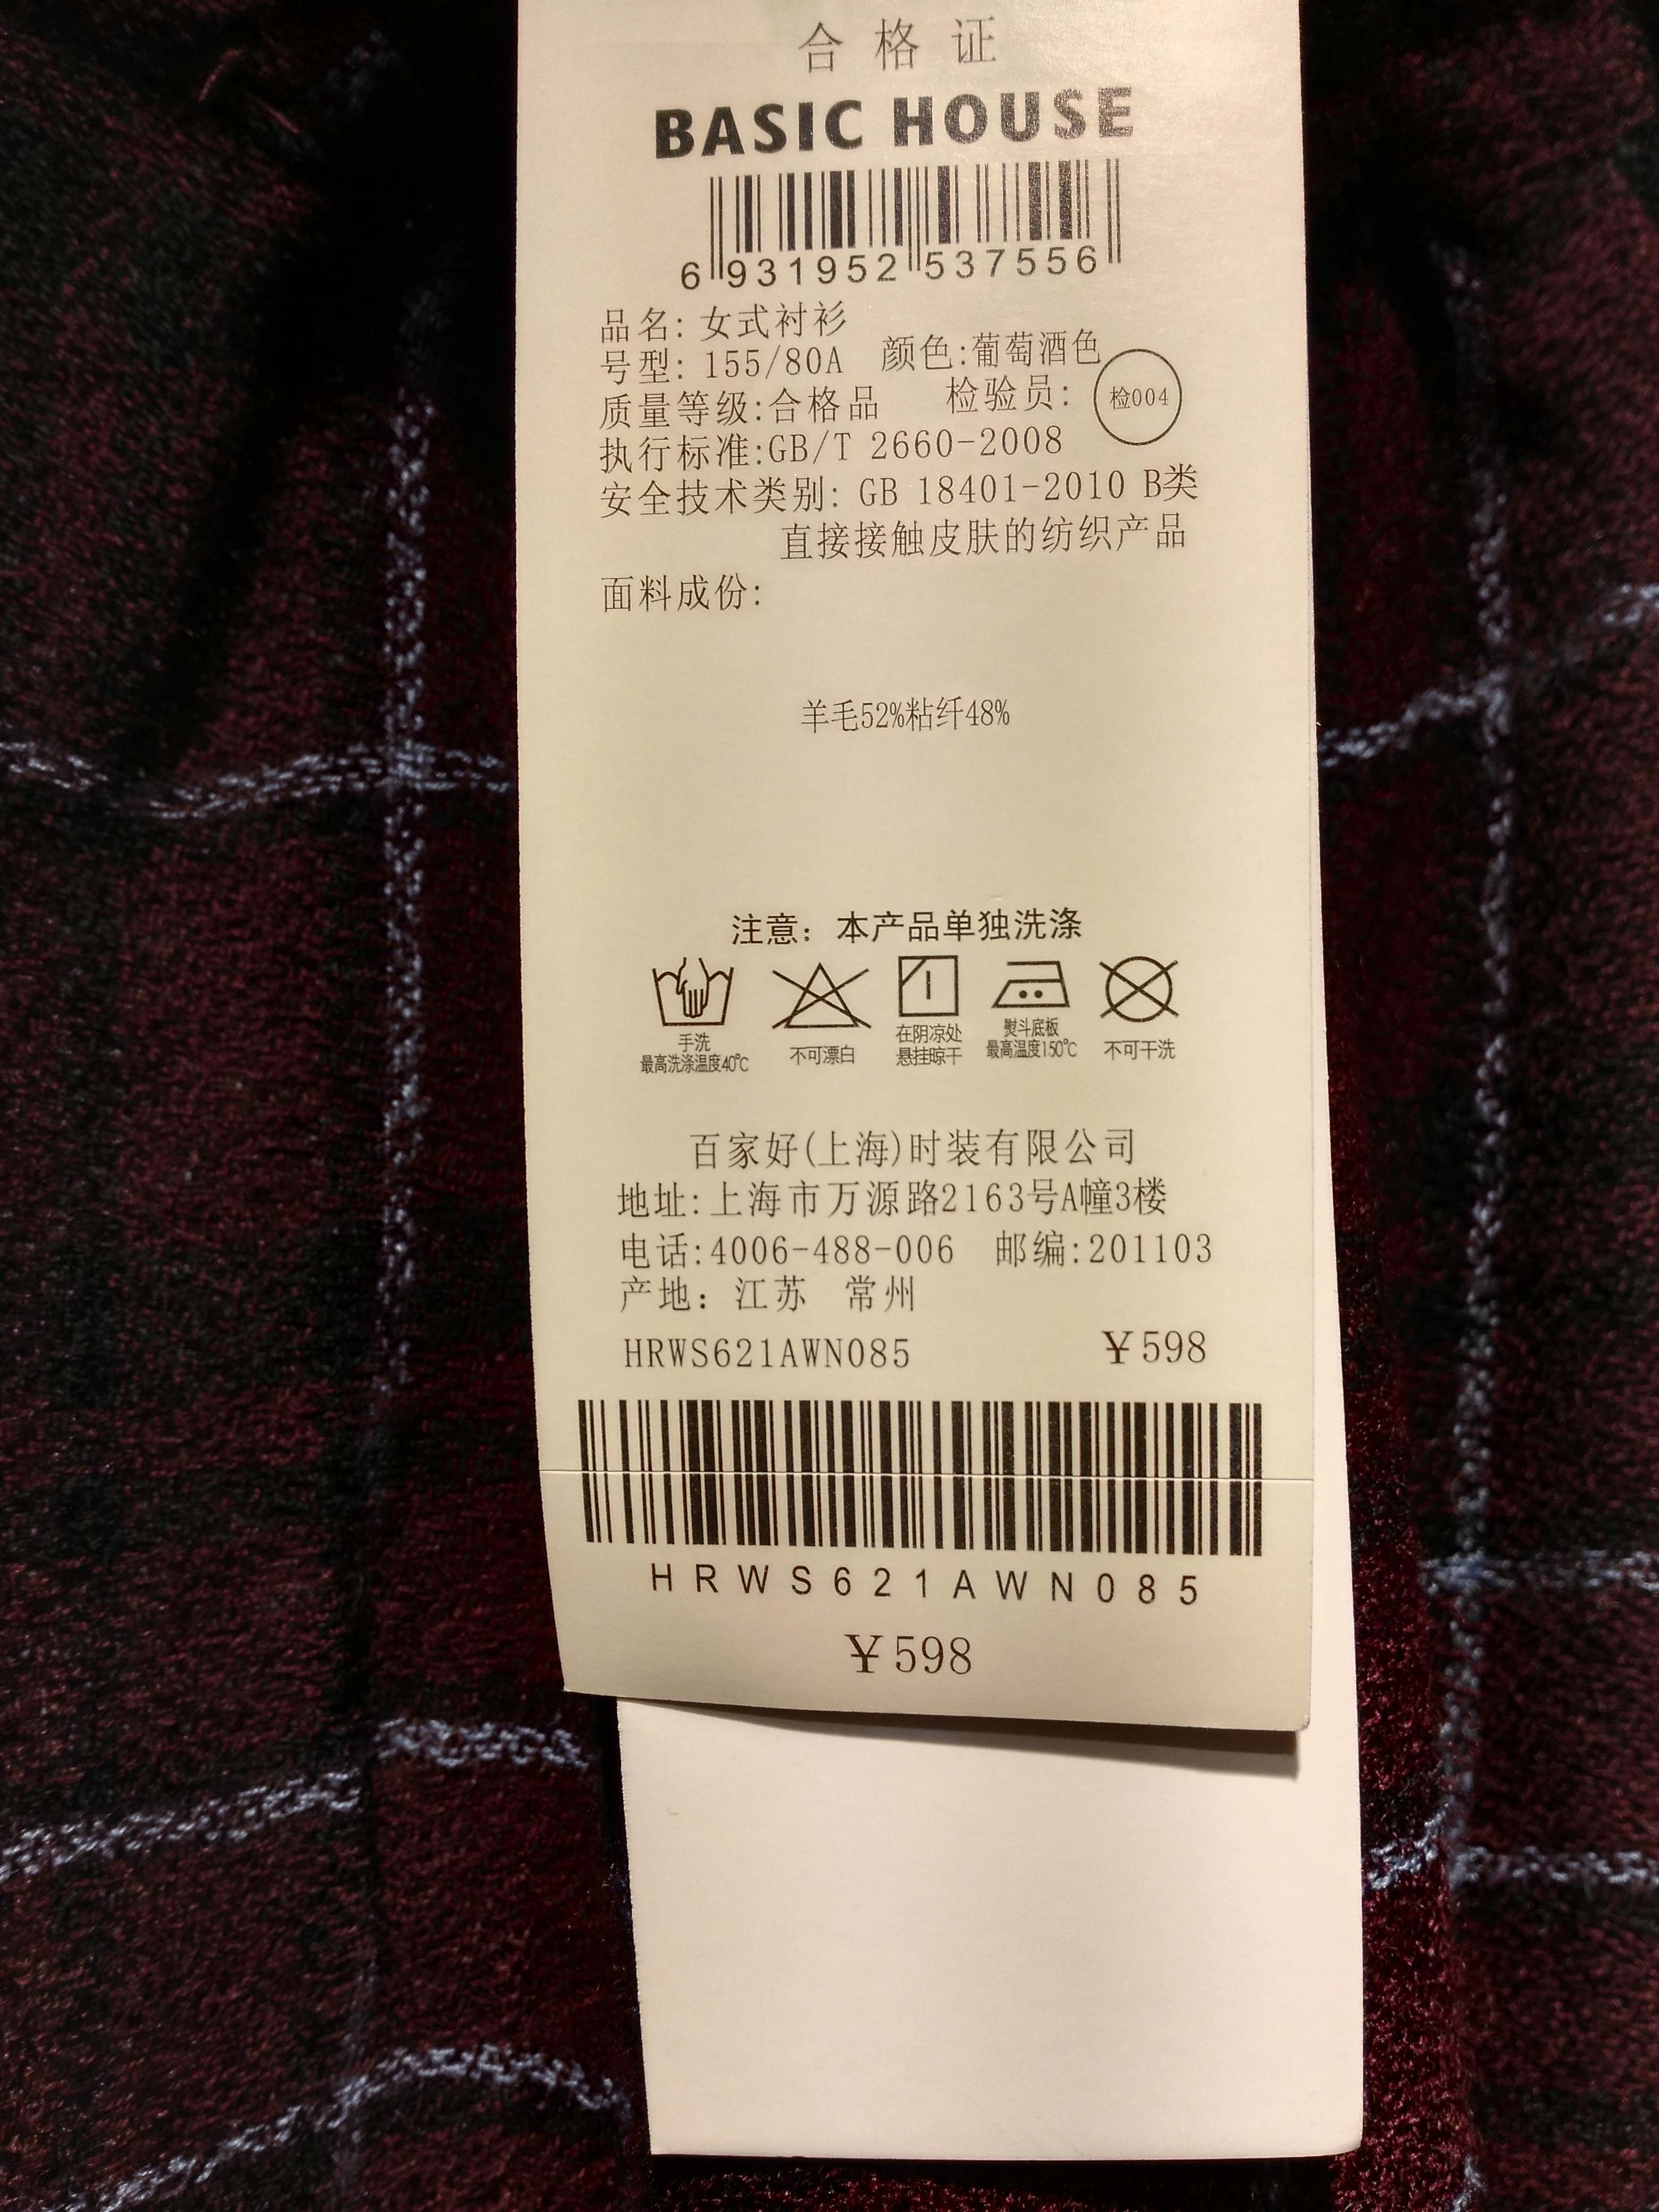 合格证
BASIC HOUSE
6 931952 537556
品名: 女式衬衫
号型: 155/80A 颜色:葡萄酒色
质量等级:合格品 检验员: 检004
执行标准:GB/T 2660-2008
安全技术类别: GB 18401-2010 B类
直接接触皮肤的纺织产品
面料成份:
羊毛52%粘纤48%
注意: 本产品单独洗涤
手洗
最高洗涤温度40℃
不可漂白
在阴凉处
悬挂晾干
熨斗底板
最高温度150℃
不可干洗
百家好(上海)时装有限公司
地址:上海市万源路2163号A幢3楼
电话:4006-488-006 邮编:201103
产地: 江苏 常州
HRWS621AWN085 ¥598
HRWS621AWN085
¥598